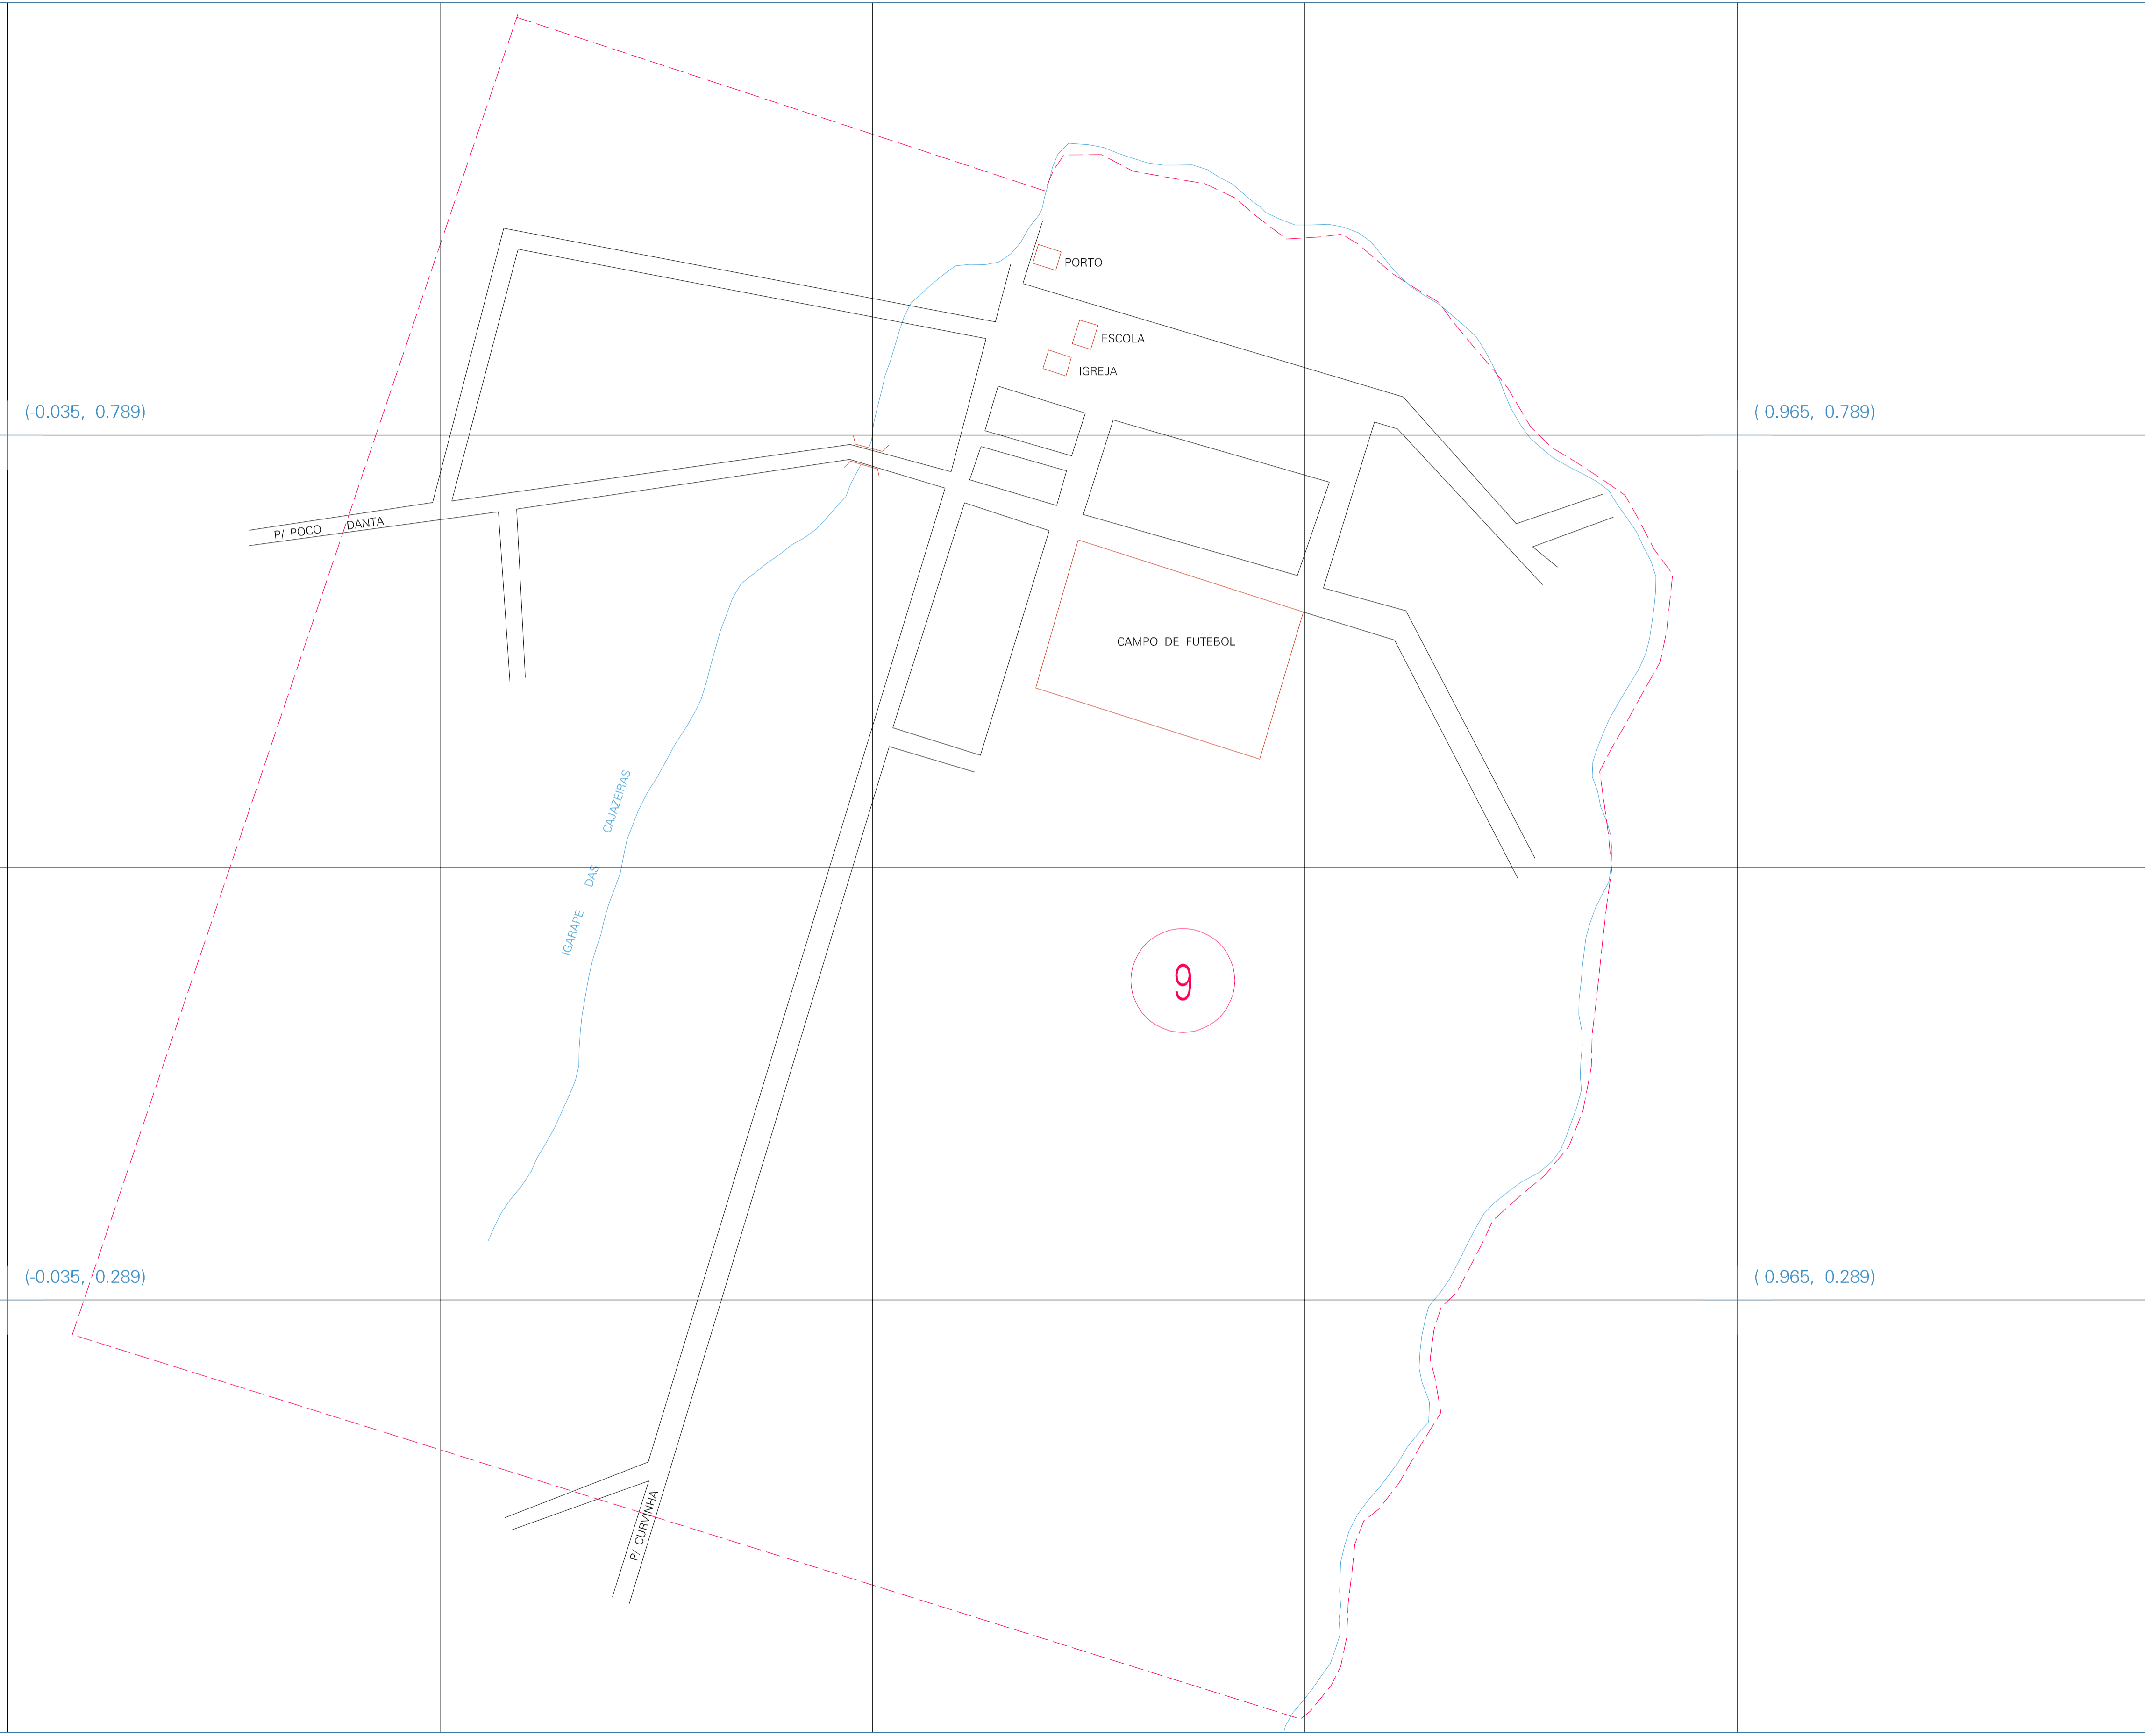 PORTO
ESCOLA
IGREJA
(-0.035, 0.789)
( 0.965, 0.789)
P/ POCO DANTA
CAMPO DE FUTEBOL
IGARAPE DAS CAJAZEIRAS
9
(-0.035, 0.289)
( 0.965, 0.289)
P/ CURVINHA